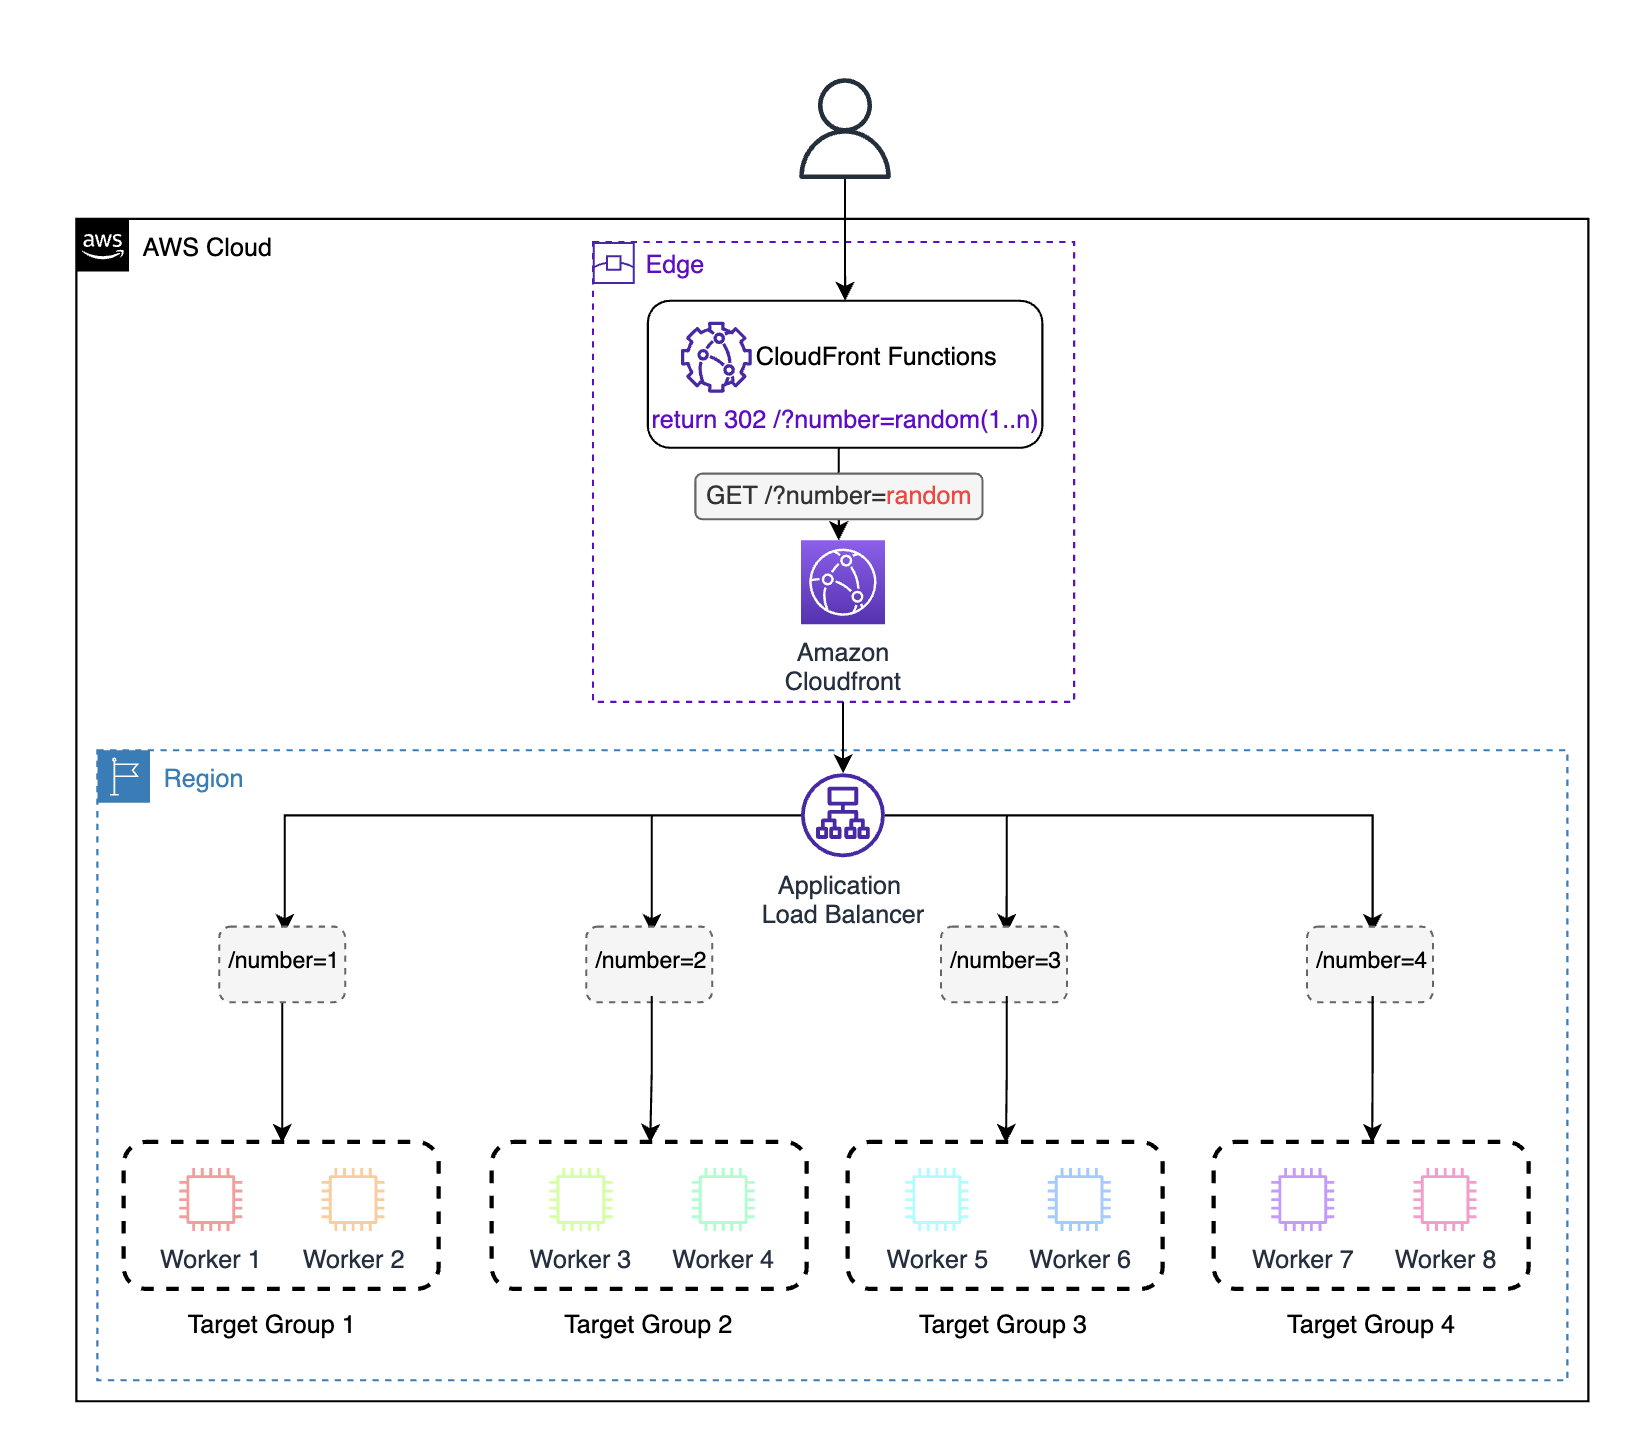 aws
AWS Cloud
Edge
CloudFront Functions
return 302 /?number=random(1..n)
GET /?number=random
Amazon
Cloudfront
Region
Application
Load Balancer
/number=1
/number=2
/number=3
/number=4
Worker 1
Worker 2
Worker 3
Worker 4
Worker 5
Worker 6
Worker 7
Worker 8
Target Group 1
Target Group 2
Target Group 3
Target Group 4